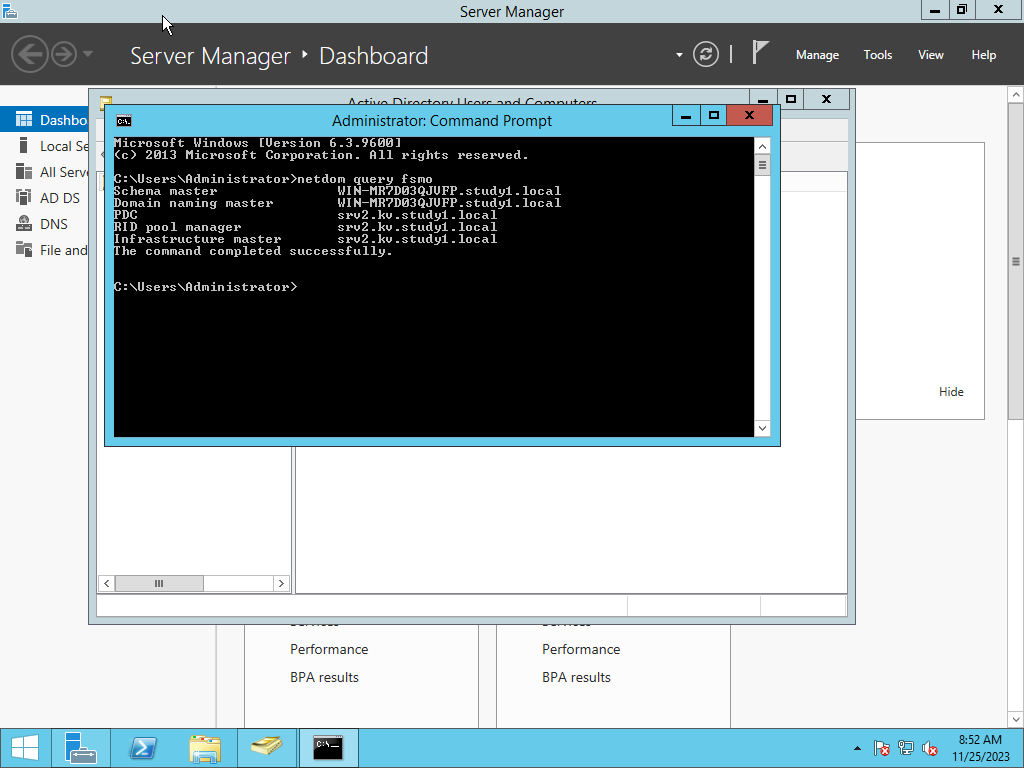 Server Manager
Server Manager Dashboard
Manage Tools View Help
Local Se
All Serv
AD DS
DNS
File and
Active Directory Users and Computers
Administrator: Command Prompt
Microsoft Windows [Version 6.3.9600]
(c) 2013 Microsoft Corporation. All rights reserved.
C:\Users\Administrator>netdom query fsmo
Schema master WIN-MR7D03QJVFP.study1.local
Domain naming master WIN-MR7D03QJVFP.study1.local
PDC srv2.kv.study1.local
RID pool manager srv2.kv.study1.local
Infrastructure master srv2.kv.study1.local
The command completed successfully.
C:\Users\Administrator>
Hide
Performance
BPA results
Performance
BPA results
8:52 AM
11/25/2023